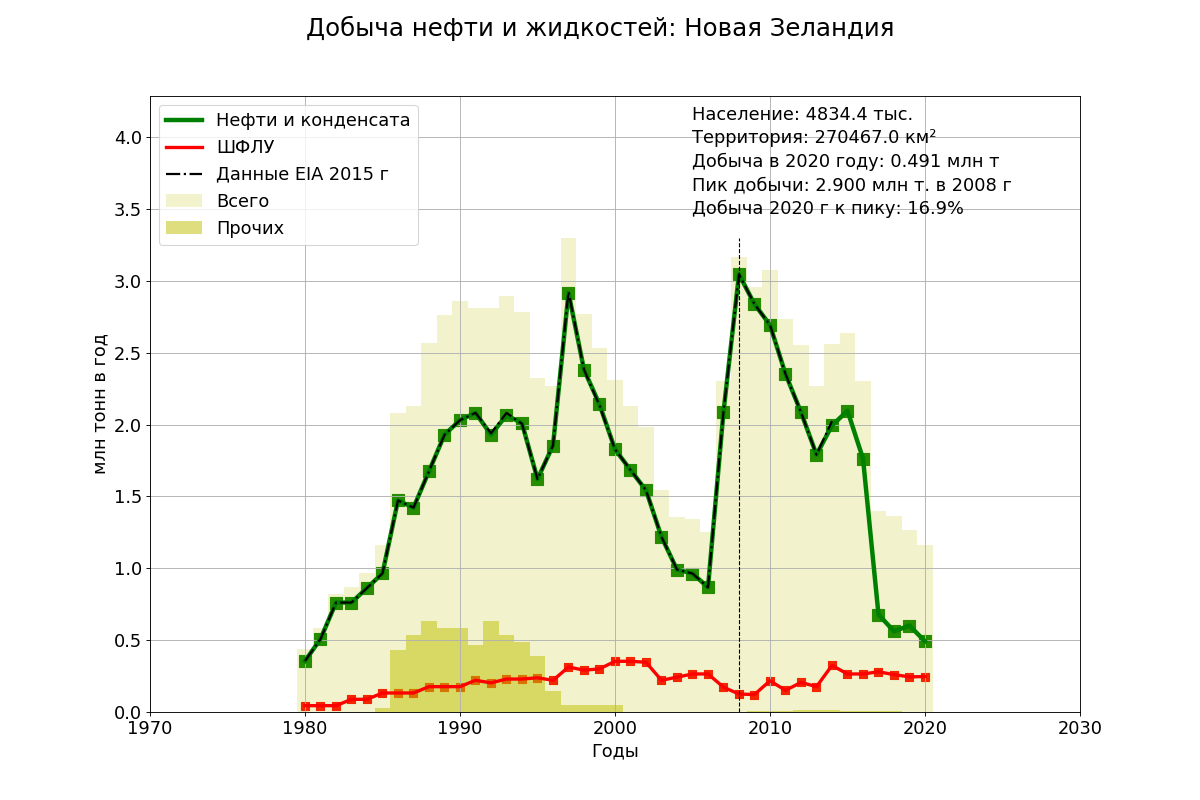 Добыча нефти и жидкостей: Новая Зеландия
Нефти и конденсата
ШФЛУ
Данные EIA 2015 г
Всего
Прочих
Население: 4834.4 тыс.
Территория: 270467.0 км²
Добыча в 2020 году: 0.491 млн т
Пик добычи: 2.900 млн т. в 2008 г
Добыча 2020 г к пику: 16.9%
млн тонн в год
4.0
3.5
3.0
2.5
2.0
1.5
1.0
0.5
0.0
1970 1980 1990 2000 2010 2020 2030
Годы